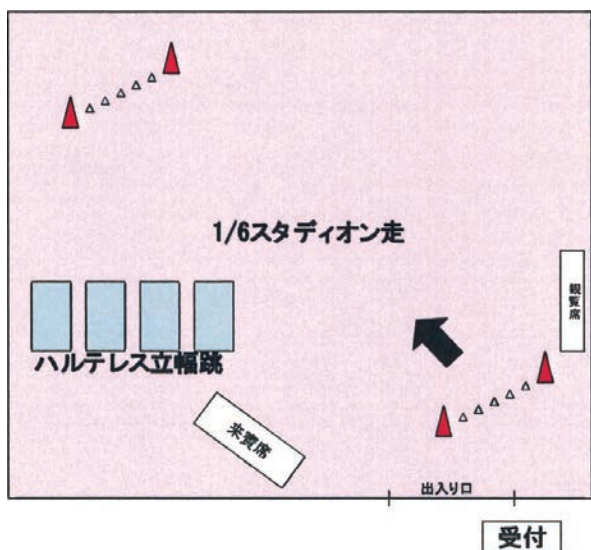 1/6スタディオン走
観覧席
ハルテレス立幅跳
来賓席
出入り口
受付